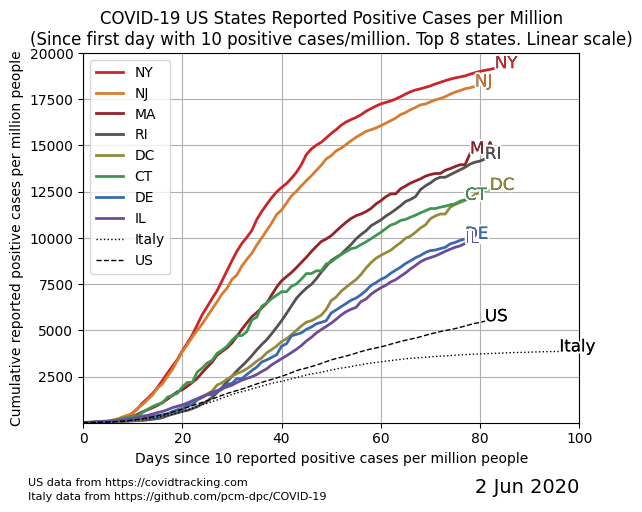 COVID-19 US States Reported Positive Cases per Million
(Since first day with 10 positive cases/million. Top 8 states. Linear scale)
Cumulative reported positive cases per million people
20000
17500
15000
12500
10000
7500
5000
2500
NY
NJ
MA
RI
DC
CT
DE
IL
Italy
US
NY
NJ
MA
RI
DC
CT
DE
IL
US
Italy
0
20
40
60
80
100
Days since 10 reported positive cases per million people
US data from https://covidtracking.com
Italy data from https://github.com/pcm-dpc/COVID-19
2 Jun 2020